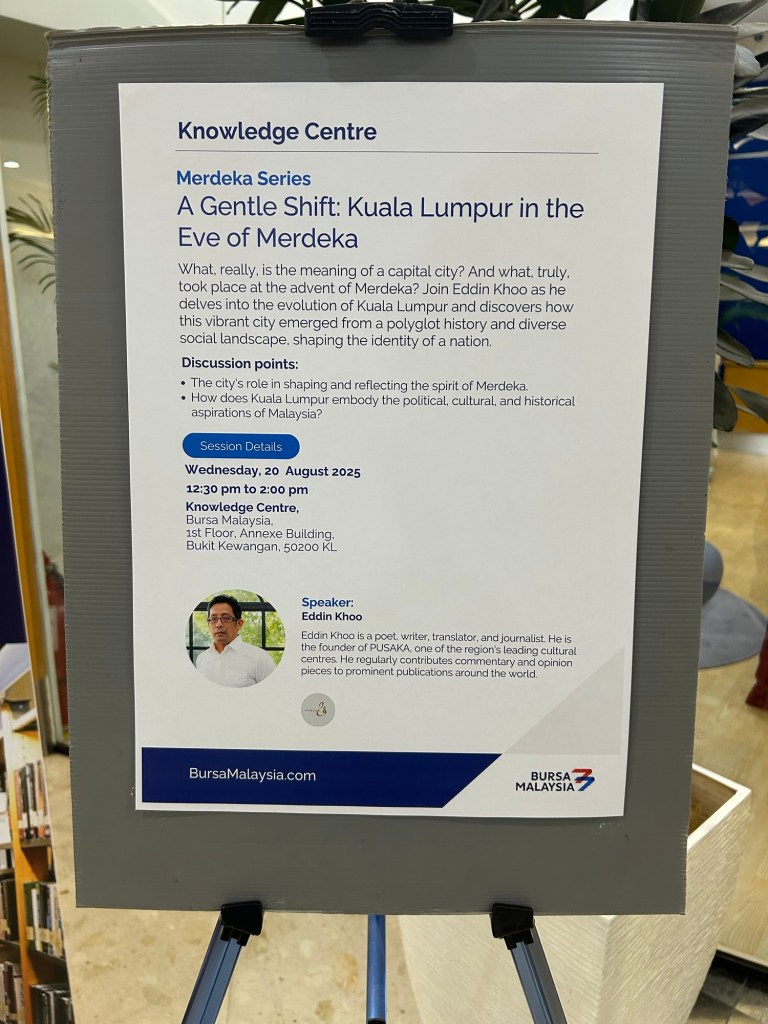 Knowledge Centre
Merdeka Series
A Gentle Shift: Kuala Lumpur in the
Eve of Merdeka
What, really, is the meaning of a capital city? And what, truly,
took place at the advent of Merdeka? Join Eddin Khoo as he
delves into the evolution of Kuala Lumpur and discovers how
this vibrant city emerged from a polyglot history and diverse
social landscape, shaping the identity of a nation.
Discussion points:
• The city's role in shaping and reflecting the spirit of Merdeka.
• How does Kuala Lumpur embody the political, cultural, and historical
aspirations of Malaysia?
Session Details
Wednesday, 20 August 2025
12:30 pm to 2:00 pm
Knowledge Centre,
Bursa Malaysia,
1st Floor, Annexe Building,
Bukit Kewangan, 50200 KL
Speaker:
Eddin Khoo
Eddin Khoo is a poet, writer, translator, and journalist. He is
the founder of PUSAKA, one of the region's leading cultural
centres. He regularly contributes commentary and opinion
pieces to prominent publications around the world.
BursaMalaysia.com
BURSA
MALAYSIA